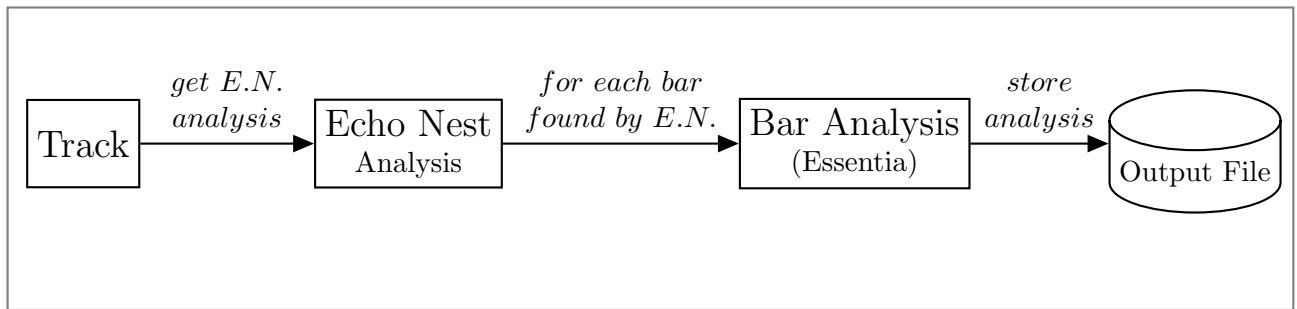 Track
get E.N.
analysis
Echo Nest
Analysis
for each bar
found by E.N.
Bar Analysis
(Essentia)
store
analysis
Output File